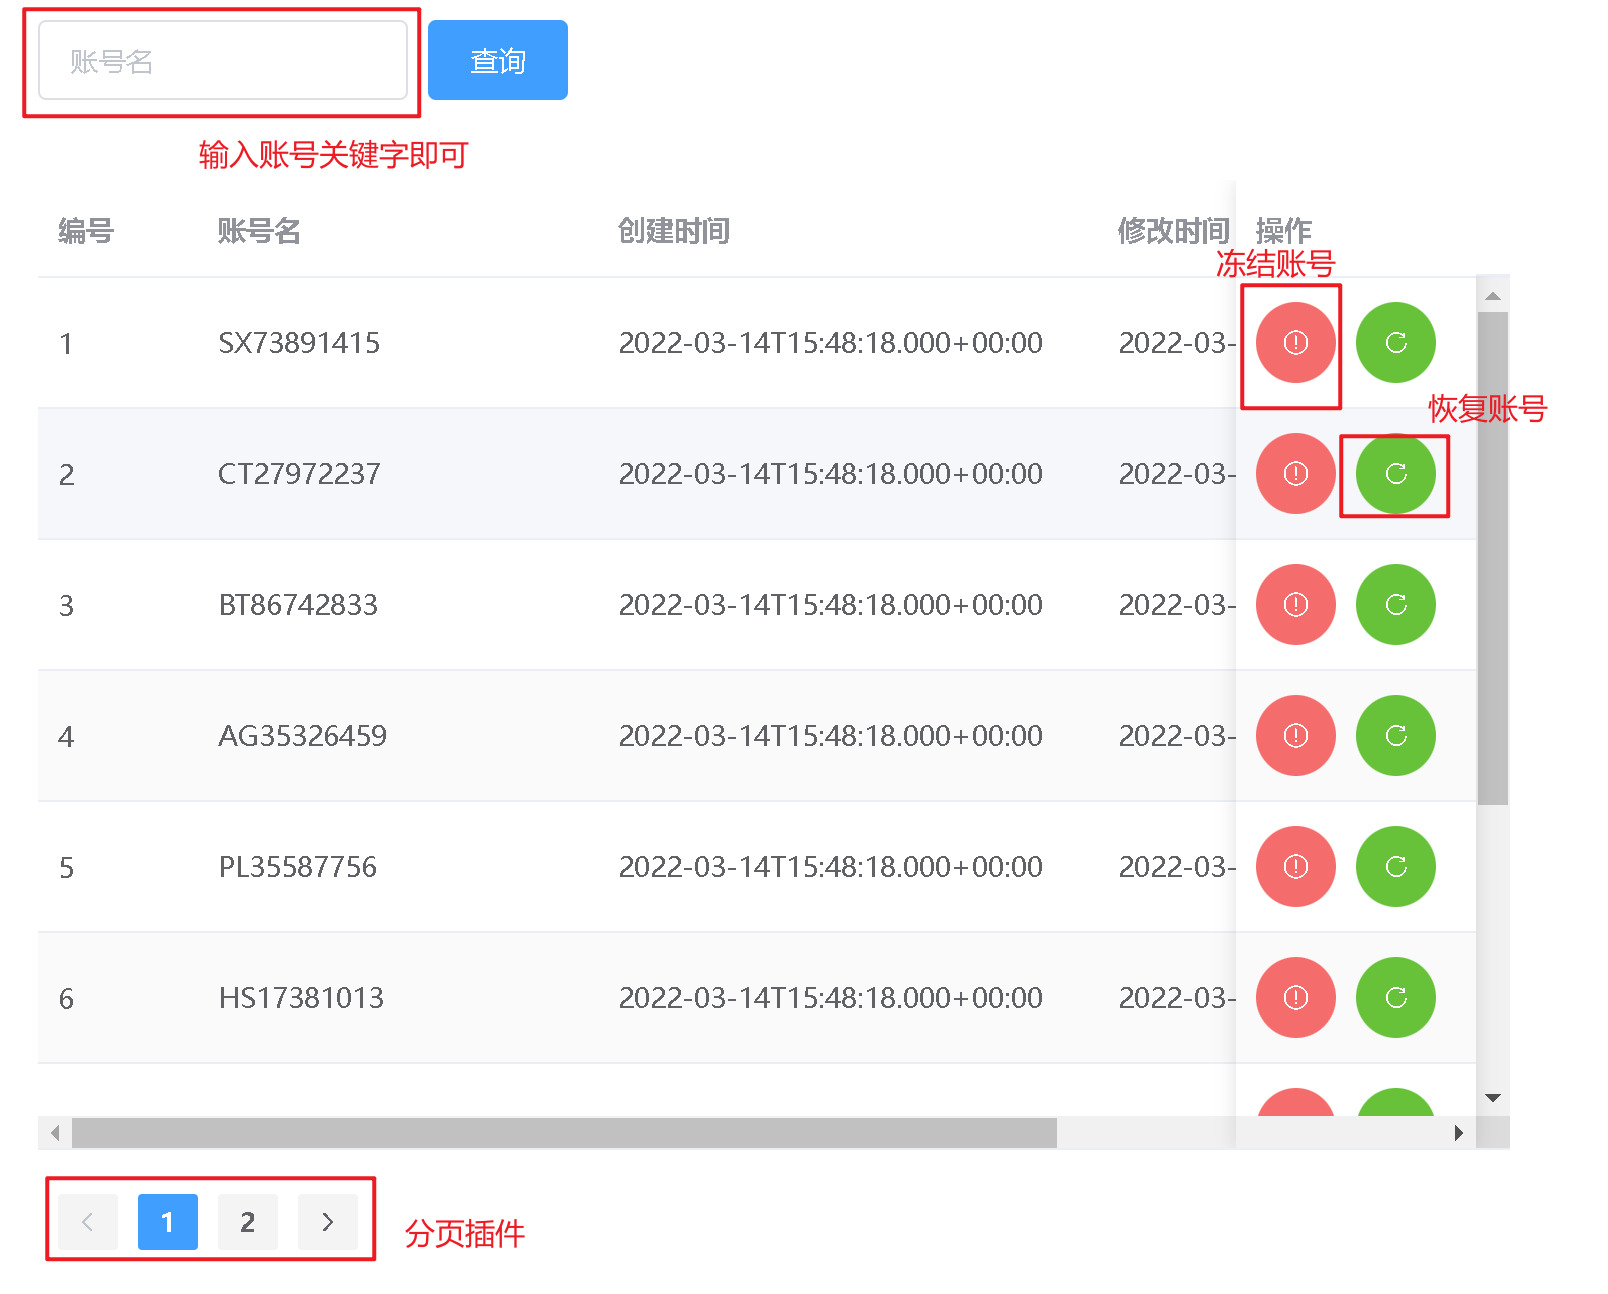 账号名 查询
输入账号关键字即可
编号 账号名 创建时间 修改时间 操作
冻结账号
1 SX73891415 2022-03-14T15:48:18.000+00:00 2022-03-
恢复账号
2 CT27972237 2022-03-14T15:48:18.000+00:00 2022-03-
3 BT86742833 2022-03-14T15:48:18.000+00:00 2022-03-
4 AG35326459 2022-03-14T15:48:18.000+00:00 2022-03-
5 PL35587756 2022-03-14T15:48:18.000+00:00 2022-03-
6 HS17381013 2022-03-14T15:48:18.000+00:00 2022-03-
1 2 分页插件